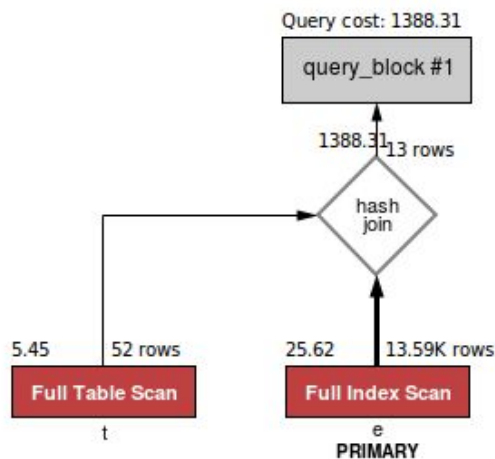 Query cost: 1388.31
query_block #1
1388.31
13 rows
hash
join
5.45
52 rows
25.62
13.59K rows
Full Table Scan
Full Index Scan
t
e
PRIMARY